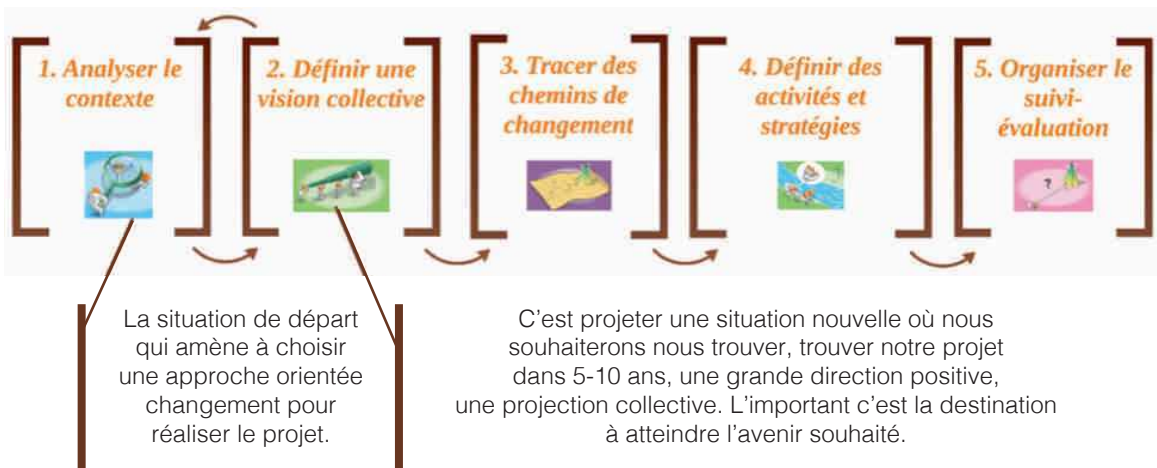 1. Analyser le
contexte
2. Définir une
vision collective
3. Tracer des
chemins de
changement
4. Définir des
activités et
stratégies
5. Organiser le
suivi-
évaluation
?
La situation de départ
qui amène à choisir
une approche orientée
changement pour
réaliser le projet.
C'est projeter une situation nouvelle où nous
souhaiterons nous trouver, trouver notre projet
dans 5-10 ans, une grande direction positive,
une projection collective. L'important c'est la destination
à atteindre l'avenir souhaité.